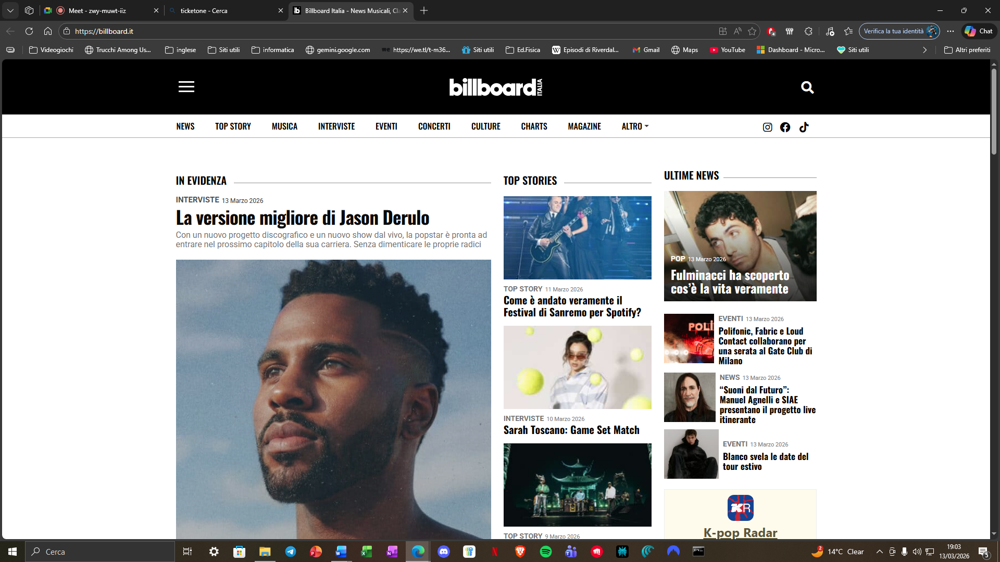 Meet - zwy-muwt-iiz
ticketone - Cerca
Billboard Italia - News Musicali, Cla
https://billboard.it
4
Verifica la tua identità
Chat
Videogiochi
Trucchi Among Us...
inglese
Siti utili
informatica
gemini.google.com
we https://we.tl/t-m36...
Siti utili
Ed.Fisica
W Episodi di Riverdal...
Gmail
Maps
YouTube
Dashboard - Micro...
Siti utili
Altri preferiti
billboard ITALIA
NEWS
TOP STORY
MUSICA
INTERVISTE
EVENTI
CONCERTI
CULTURE
CHARTS
MAGAZINE
ALTRO
IN EVIDENZA
INTERVISTE 13 Marzo 2026
La versione migliore di Jason Derulo
Con un nuovo progetto discografico e un nuovo show dal vivo, la popstar è pronta ad
entrare nel prossimo capitolo della sua carriera. Senza dimenticare le proprie radici
TOP STORIES
TOP STORY 11 Marzo 2026
Come è andato veramente il
Festival di Sanremo per Spotify?
INTERVISTE 10 Marzo 2026
Sarah Toscano: Game Set Match
TOP STORY 9 Marzo 2026
ULTIME NEWS
POP 13 Marzo 2026
Fulminacci ha scoperto
cos’è la vita veramente
POLI
EVENTI 13 Marzo 2026
Polifonic, Fabric e Loud
Contact collaborano per
una serata al Gate Club di
Milano
NEWS 13 Marzo 2026
“Suoni dal Futuro”:
Manuel Agnelli e SIAE
presentano il progetto live
itinerante
EVENTI 13 Marzo 2026
Blanco svela le date del
tour estivo
KR
K-pop Radar
Cerca
2
14°C Clear
19:03
13/03/2026
5